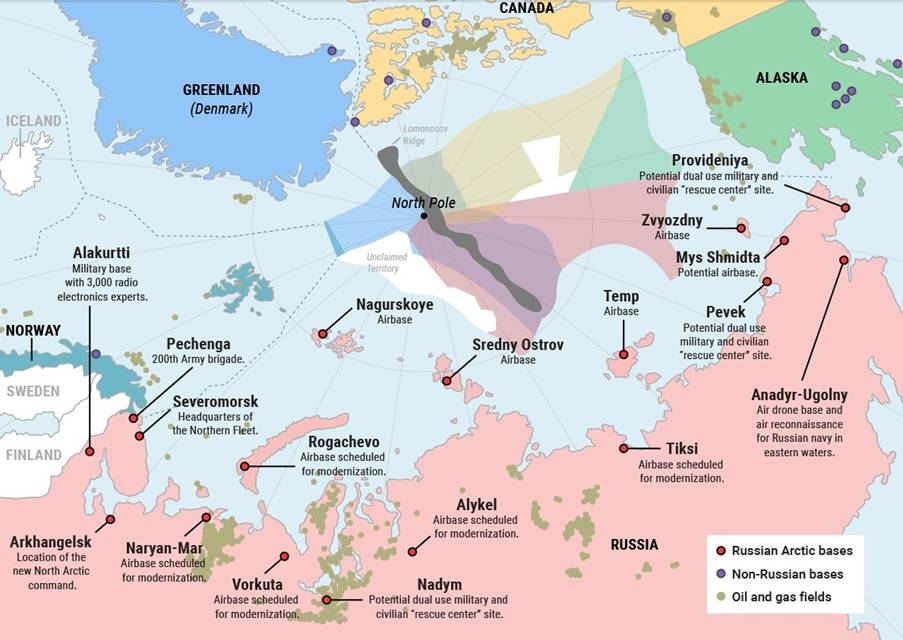 CANADA
GREENLAND
(Denmark)
ALASKA
ICELAND
Lomonosov
Ridge
North Pole
Unclaimed
Territory
Provideniya
Potential dual use military and
civilian "rescue center" site.
Zvyozdny
Airbase
Mys Shmidta
Potential airbase.
Pevek
Potential dual use
military and civilian
"rescue center" site.
Alakurtti
Military base
with 3,000 radio
electronics experts.
Nagurskoye
Airbase
Temp
Airbase
NORWAY
Pechenga
200th Army brigade.
Sredny Ostrov
Airbase
SWEDEN
Severomorsk
Headquarters of
the Northern Fleet.
Anadyr-Ugolny
Air drone base and
air reconnaissance
for Russian navy in
eastern waters.
FINLAND
Rogachevo
Airbase scheduled
for modernization.
Tiksi
Airbase scheduled
for modernization.
Alykel
Airbase scheduled
for modernization.
Arkhangelsk
Location of the
new North Arctic
command.
Naryan-Mar
Airbase scheduled
for modernization.
RUSSIA
Vorkuta
Airbase scheduled
for modernization.
Nadym
Potential dual use military and
civilian "rescue center" site.
Russian Arctic bases
Non-Russian bases
Oil and gas fields